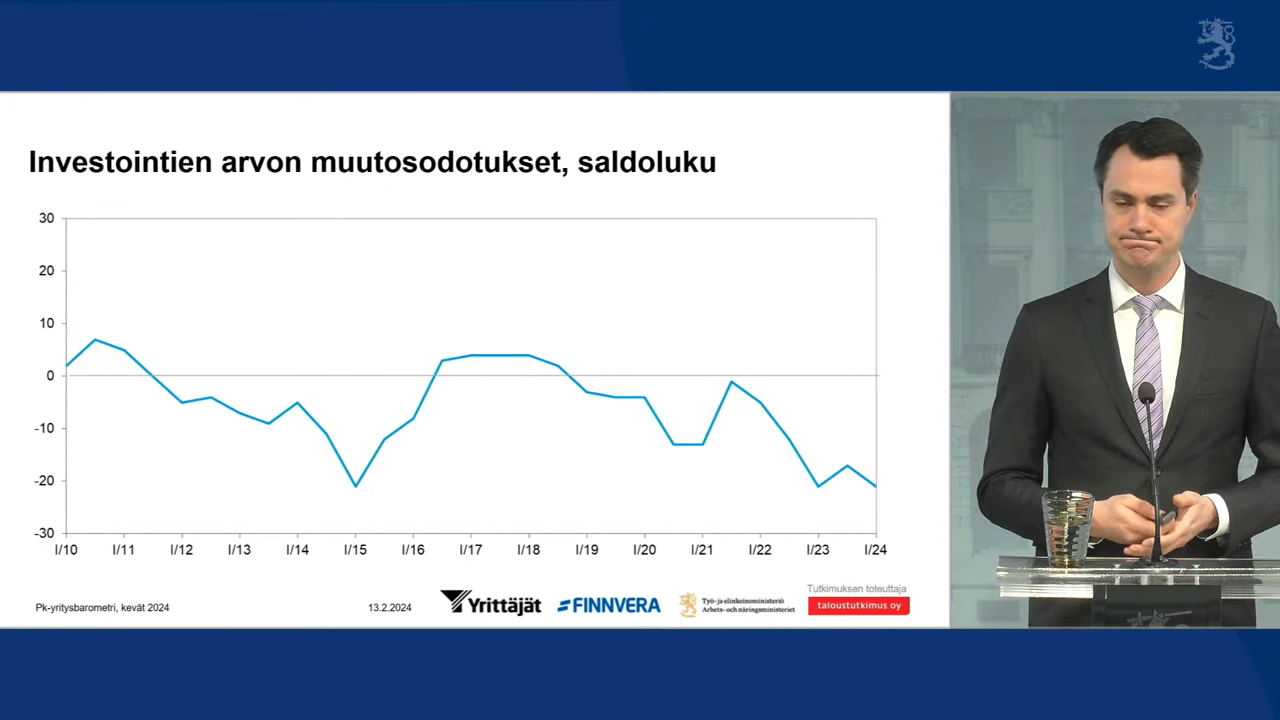 Investointien arvon muutosodotukset, saldoluku
30
20
10
0
-10
-20
-30
I/10 I/11 I/12 I/13 I/14 I/15 I/16 I/17 I/18 I/19 I/20 I/21 I/22 I/23 I/24
Pk-yritysbarometri, kevät 2024
13.2.2024
Yrittäjät
FINNVERA
Työ- ja elinkeinoministeriö
Arbets- och näringsministeriet
Tutkimuksen toteuttaja
taloustutkimus oy